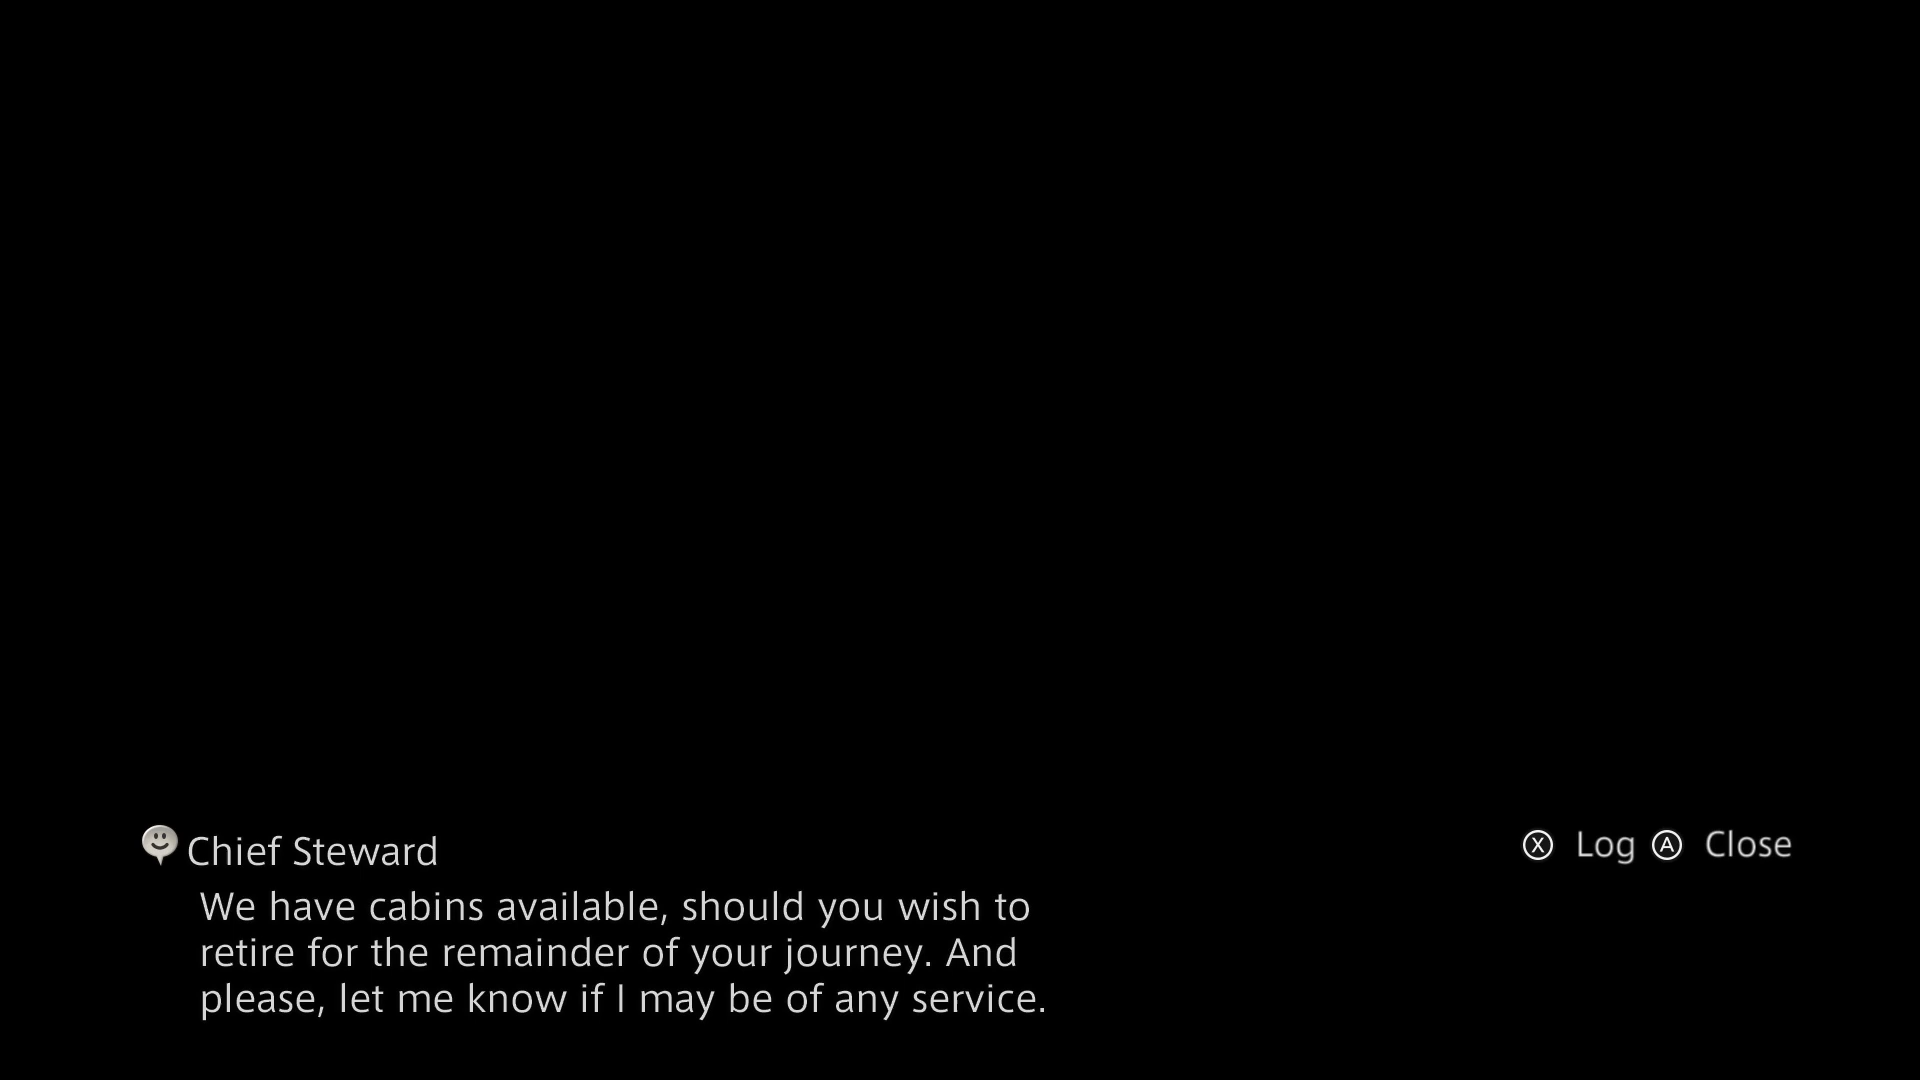 Chief Steward
Ⓧ Log Ⓐ Close
We have cabins available, should you wish to
retire for the remainder of your journey. And
please, let me know if I may be of any service.